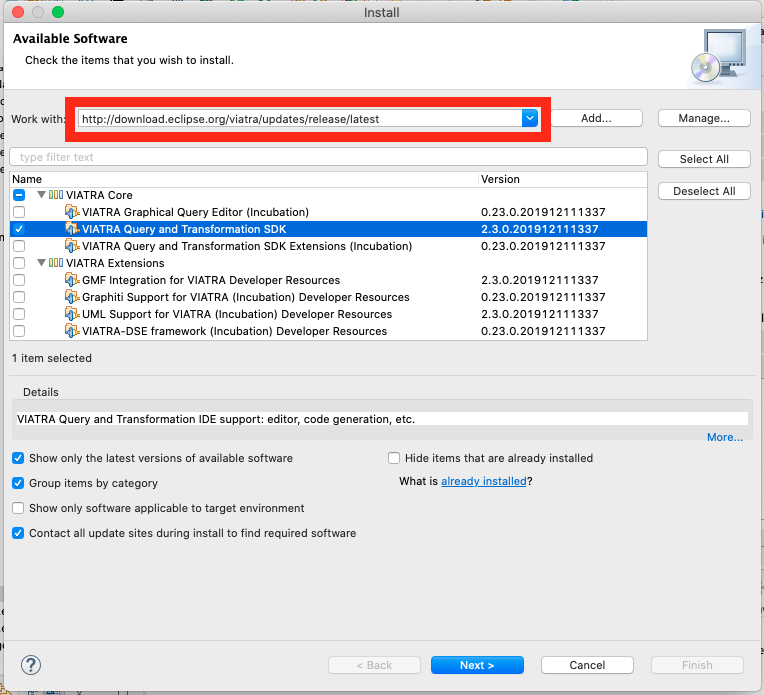 Install
Available Software
Check the items that you wish to install.
Work with: http://download.eclipse.org/viatra/updates/release/latest Add... Manage...
type filter text Select All
Name Version Deselect All
VIATRA Core
VIATRA Graphical Query Editor (Incubation) 0.23.0.201912111337
VIATRA Query and Transformation SDK 2.3.0.201912111337
VIATRA Query and Transformation SDK Extensions (Incubation) 0.23.0.201912111337
VIATRA Extensions
GMF Integration for VIATRA Developer Resources 2.3.0.201912111337
Graphiti Support for VIATRA (Incubation) Developer Resources 0.23.0.201912111337
UML Support for VIATRA (Incubation) Developer Resources 2.3.0.201912111337
VIATRA-DSE framework (Incubation) Developer Resources 0.23.0.201912111337
1 item selected
Details
VIATRA Query and Transformation IDE support: editor, code generation, etc.
More...
Show only the latest versions of available software Hide items that are already installed
Group items by category What is already installed?
Show only software applicable to target environment
Contact all update sites during install to find required software
? < Back Next > Cancel Finish